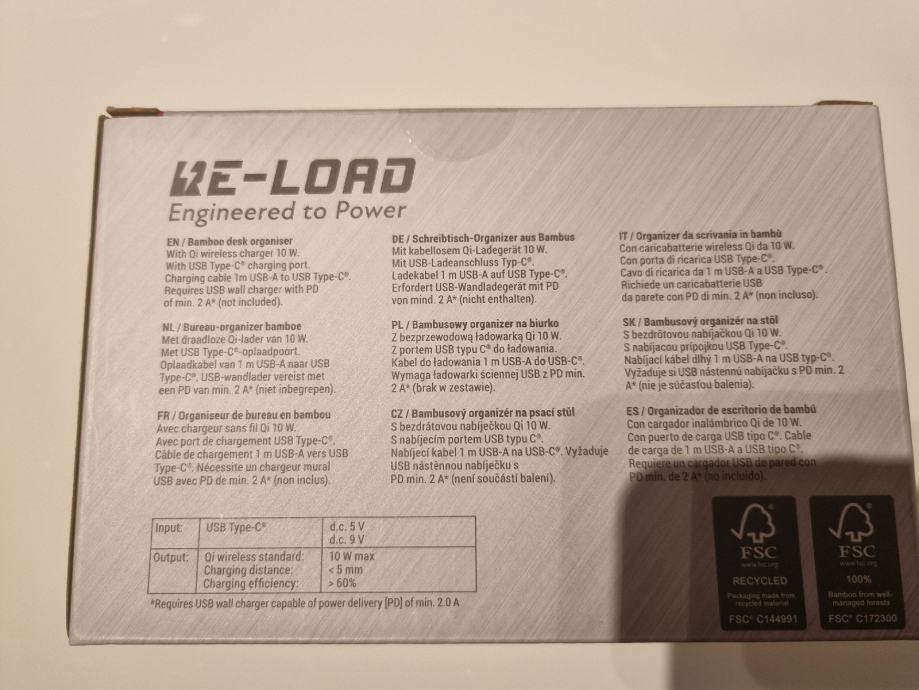 RE-LOAD
Engineered to Power
EN / Bamboo desk organiser
With Qi wireless charger 10 W.
With USB Type-C® charging port.
Charging cable 1m USB-A to USB Type-C®.
Requires USB wall charger with PD
of min. 2 A* (not included).
NL / Bureau-organizer bamboe
Met draadloze Qi-lader van 10 W.
Met USB Type-C®-oplaadpoort.
Oplaadkabel van 1 m USB-A naar USB
Type-C®. USB-wandlader vereist met
een PD van min. 2 A* (niet inbegrepen).
FR / Organiseur de bureau en bambou
Avec chargeur sans fil Qi 10 W.
Avec port de chargement USB Type-C®.
Câble de chargement 1 m USB-A vers USB
Type-C®. Nécessite un chargeur mural
USB avec PD de min. 2 A* (non inclus).
DE / Schreibtisch-Organizer aus Bambus
Mit kabellosem Qi-Ladegerät 10 W.
Mit USB-Ladeanschluss Typ-C®.
Ladekabel 1 m USB-A auf USB Type-C®.
Erfordert USB-Wandladegerät mit PD
von mind. 2 A* (nicht enthalten).
PL / Bambusowy organizer na biurko
Z bezprzewodową ładowarką Qi 10 W.
Z portem USB typu C® do ładowania.
Kabel do ładowania 1 m USB-A do USB-C®.
Wymaga ładowarki ściennej USB z PD min.
2 A* (brak w zestawie).
CZ / Bambusový organizér na psací stůl
S bezdrátovou nabíječkou Qi 10 W.
S nabíjecím portem USB typu C®.
Nabíjecí kabel 1 m USB-A na USB-C®. Vyžaduje
USB nástěnnou nabíječku s
PD min. 2 A* (není součástí balení).
IT / Organizer da scrivania in bambù
Con caricabatterie wireless Qi da 10 W.
Con porta di ricarica USB Type-C®.
Cavo di ricarica da 1 m USB-A a USB Type-C®.
Richiede un caricabatterie USB
da parete con PD di min. 2 A* (non incluso).
SK / Bambusový organizér na stôl
S bezdrôtovou nabíjačkou Qi 10 W.
S nabíjacou prípojkou USB Type-C®.
Nabíjací kábel dlhý 1 m USB-A na USB typ-C®.
Vyžaduje si USB nástennú nabíjačku s PD min. 2
A* (nie je súčasťou balenia).
ES / Organizador de escritorio de bambú
Con cargador inalámbrico Qi de 10 W.
Con puerto de carga USB tipo C®. Cable
de carga de 1 m USB-A a USB tipo C®.
Requiere un cargador USB de pared con
PD min. de 2 A* (no incluido).
Input: USB Type-C® d.c. 5 V
d.c. 9 V
Output: Qi wireless standard: 10 W max
Charging distance: < 5 mm
Charging efficiency: > 60%
*Requires USB wall charger capable of power delivery [PD] of min. 2.0 A
FSC
www.fsc.org
RECYCLED
Packaging made from
recycled material
FSC® C144991
FSC
www.fsc.org
100%
Bamboo from well-
managed forests
FSC® C172300